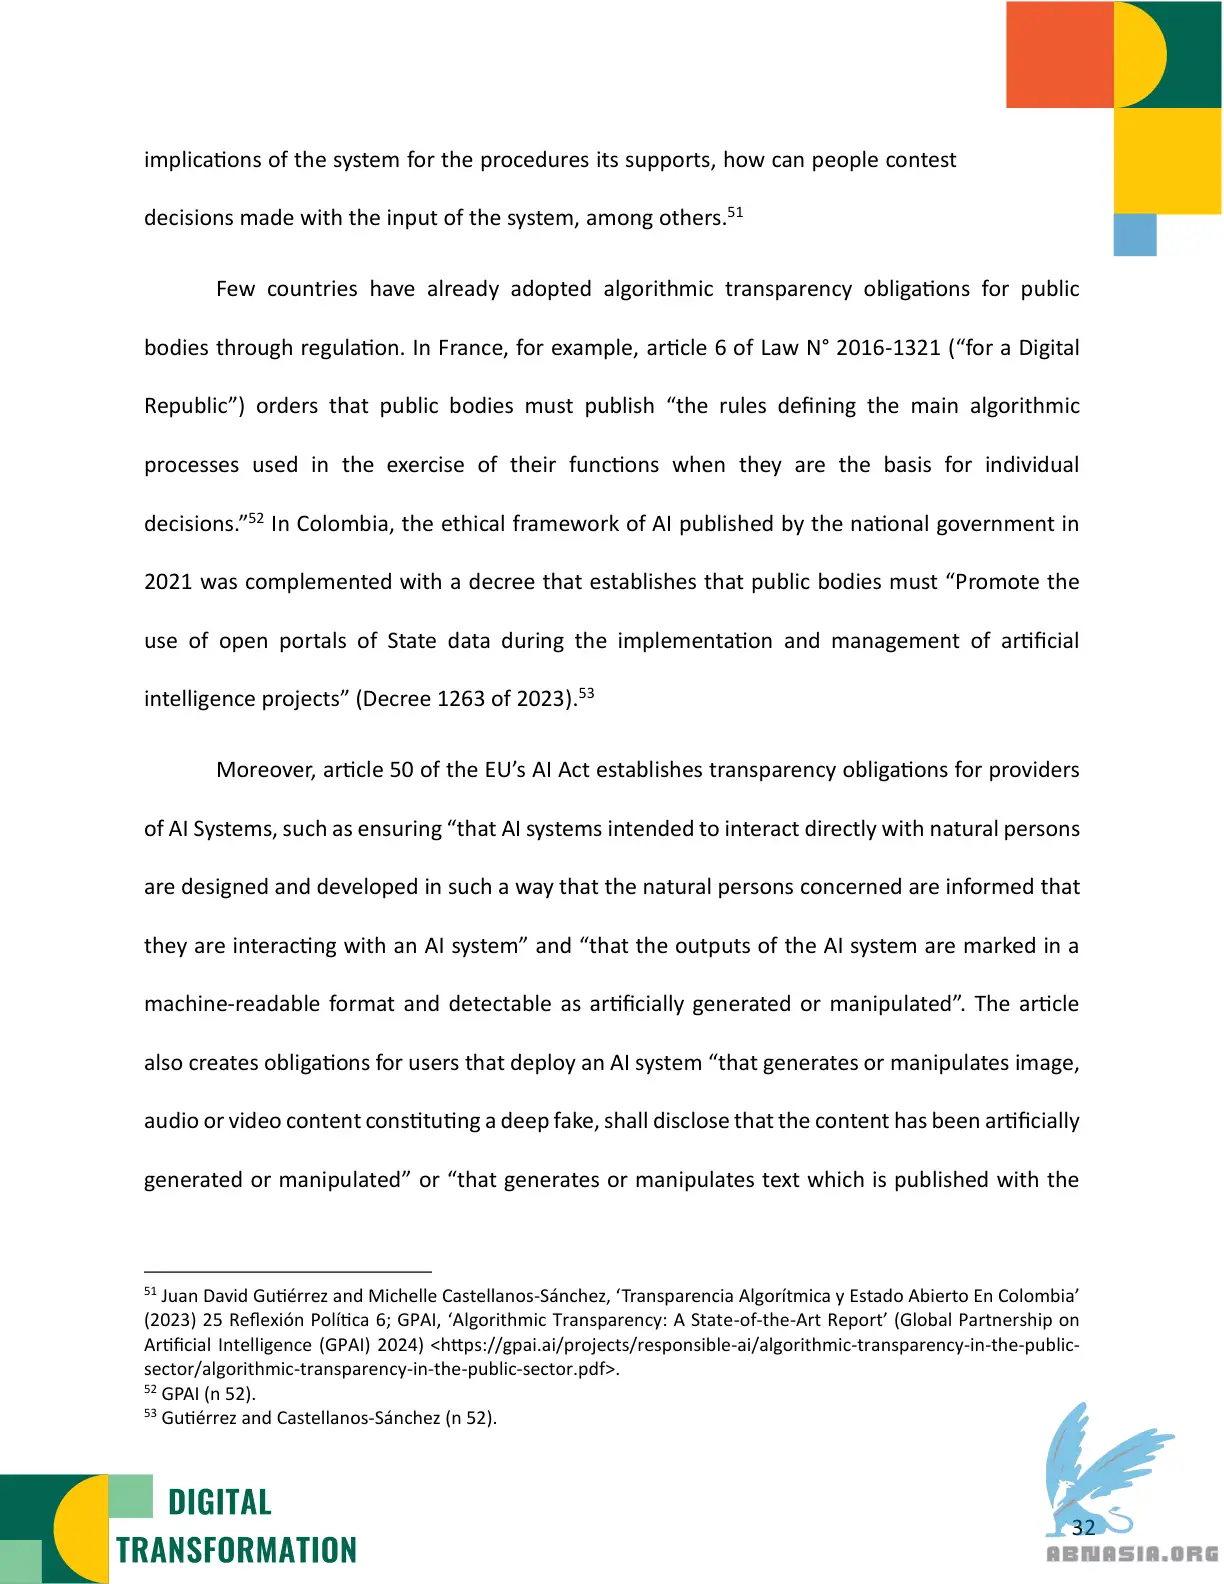 implications of the system for the procedures its supports, how can people contest
decisions made with the input of the system, among others.51
Few countries have already adopted algorithmic transparency obligations for public
bodies through regulation. In France, for example, article 6 of Law N° 2016-1321 (“for a Digital
Republic”) orders that public bodies must publish “the rules defining the main algorithmic
processes used in the exercise of their functions when they are the basis for individual
decisions.”52 In Colombia, the ethical framework of AI published by the national government in
2021 was complemented with a decree that establishes that public bodies must “Promote the
use of open portals of State data during the implementation and management of artificial
intelligence projects” (Decree 1263 of 2023).53
Moreover, article 50 of the EU’s AI Act establishes transparency obligations for providers
of AI Systems, such as ensuring “that AI systems intended to interact directly with natural persons
are designed and developed in such a way that the natural persons concerned are informed that
they are interacting with an AI system” and “that the outputs of the AI system are marked in a
machine-readable format and detectable as artificially generated or manipulated”. The article
also creates obligations for users that deploy an AI system “that generates or manipulates image,
audio or video content constituting a deep fake, shall disclose that the content has been artificially
generated or manipulated” or “that generates or manipulates text which is published with the
51 Juan David Gutiérrez and Michelle Castellanos-Sánchez, ‘Transparencia Algorítmica y Estado Abierto En Colombia’
(2023) 25 Reflexión Política 6; GPAI, ‘Algorithmic Transparency: A State-of-the-Art Report’ (Global Partnership on
Artificial Intelligence (GPAI) 2024) <https://gpai.ai/projects/responsible-ai/algorithmic-transparency-in-the-public-
sector/algorithmic-transparency-in-the-public-sector.pdf>.
52 GPAI (n 52).
53 Gutiérrez and Castellanos-Sánchez (n 52).
DIGITAL
TRANSFORMATION
32
ABNASIA.ORG